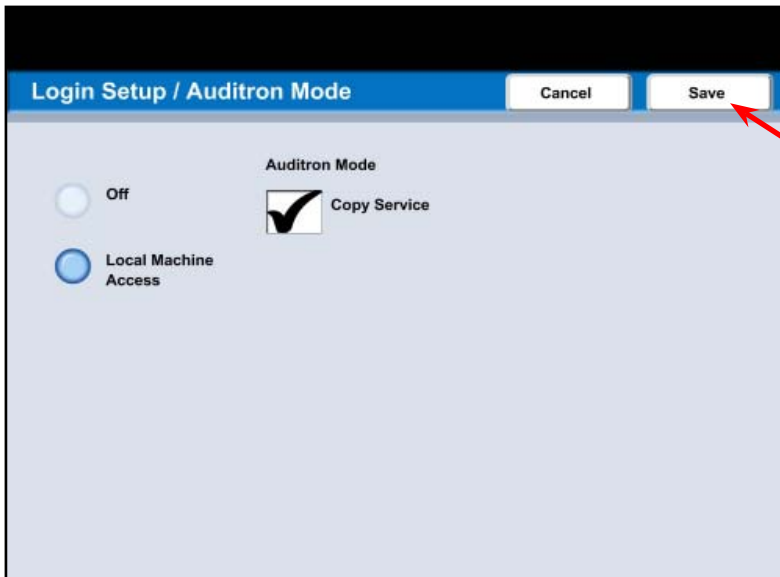 Login Setup / Auditron Mode
Cancel
Save
Auditron Mode
Off
Copy Service
Local Machine
Access